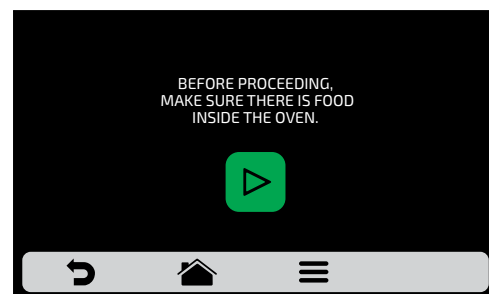 BEFORE PROCEEDING,
MAKE SURE THERE IS FOOD
INSIDE THE OVEN.